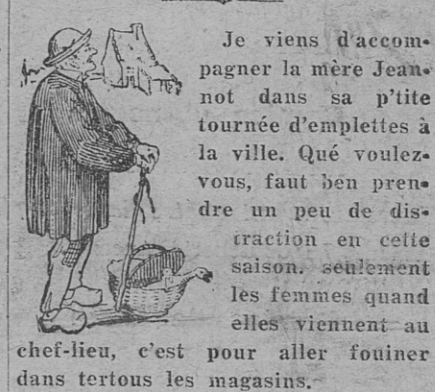 Je viens d'accom-
pagner la mère Jean-
not dans sa p'tite
tournée d'emplettes à
la ville. Qué voulez-
vous, faut ben pren-
dre un peu de dis-
traction en cette
saison. seulement
les femmes quand
elles viennent au
chef-lieu, c'est pour aller fouiner
dans tertous les magasins.